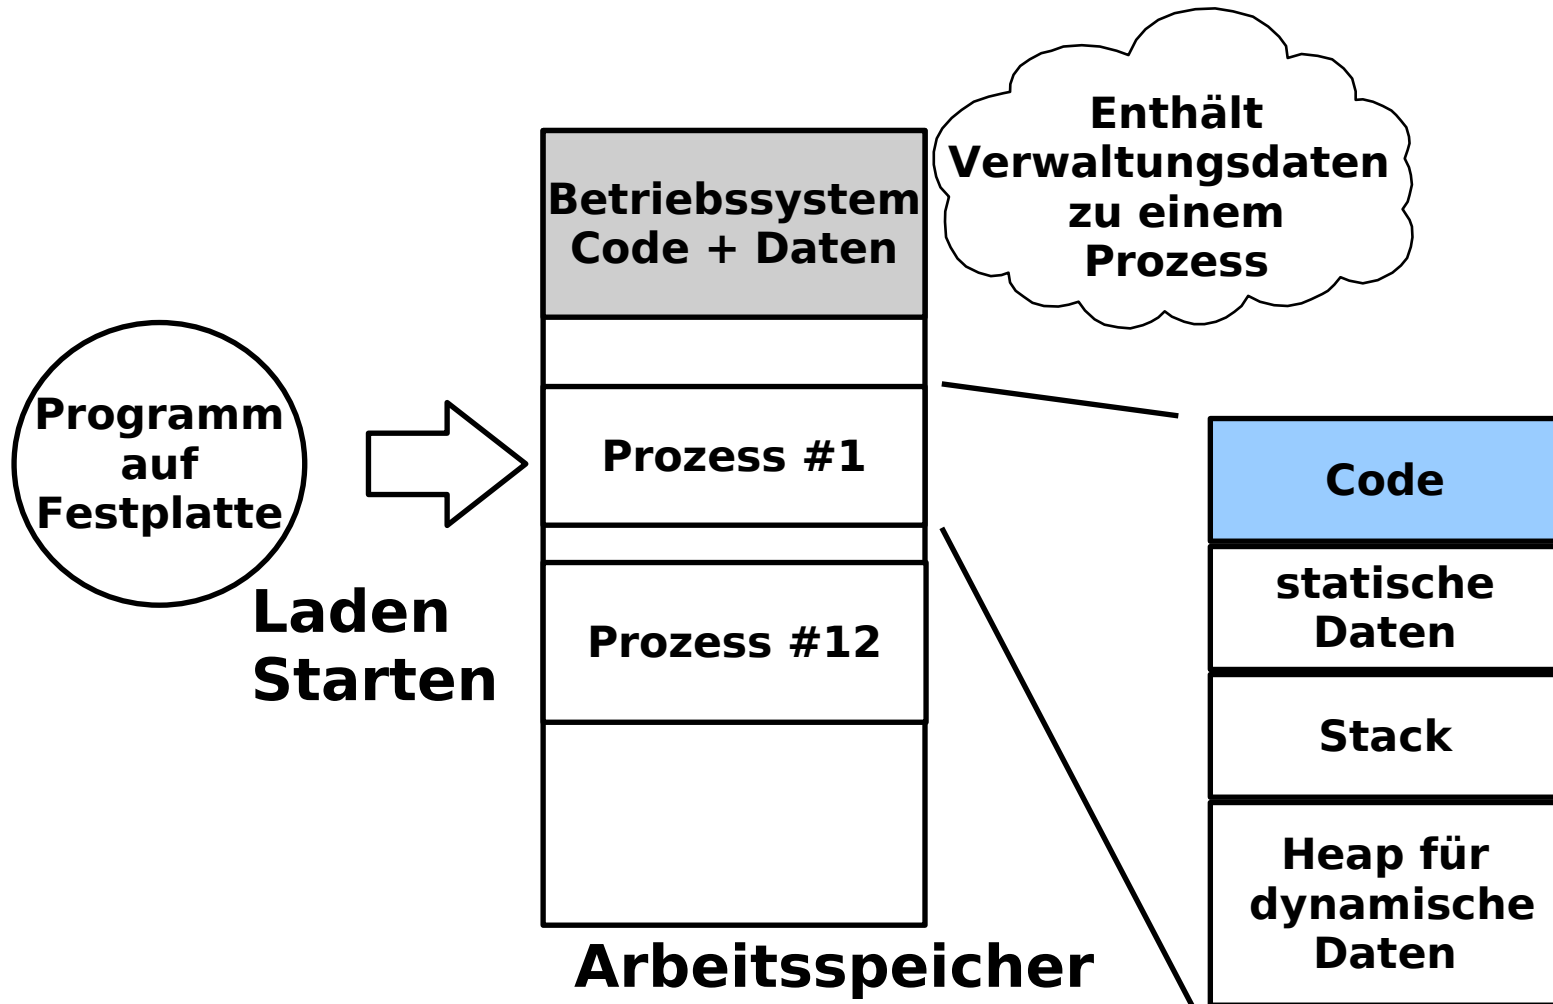 Enthält
Verwaltungsdaten
zu einem
Prozess
Betriebssystem
Code + Daten
Programm
auf
Festplatte
Laden
Starten
Prozess #1
Prozess #12
Arbeitsspeicher
Code
statische
Daten
Stack
Heap für
dynamische
Daten